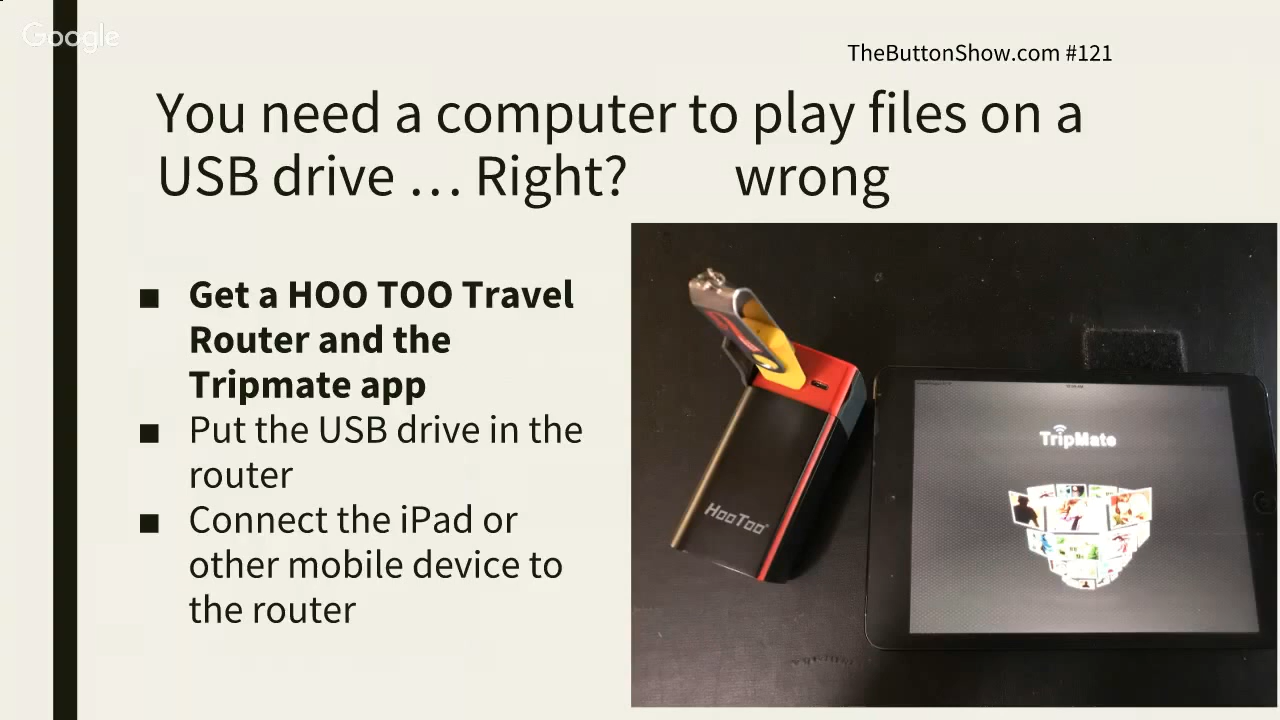 Google
TheButtonShow.com #121
You need a computer to play files on a
USB drive … Right? wrong
■ Get a HOO TOO Travel
Router and the
Tripmate app
■ Put the USB drive in the
router
■ Connect the iPad or
other mobile device to
the router
HooToo
TripMate